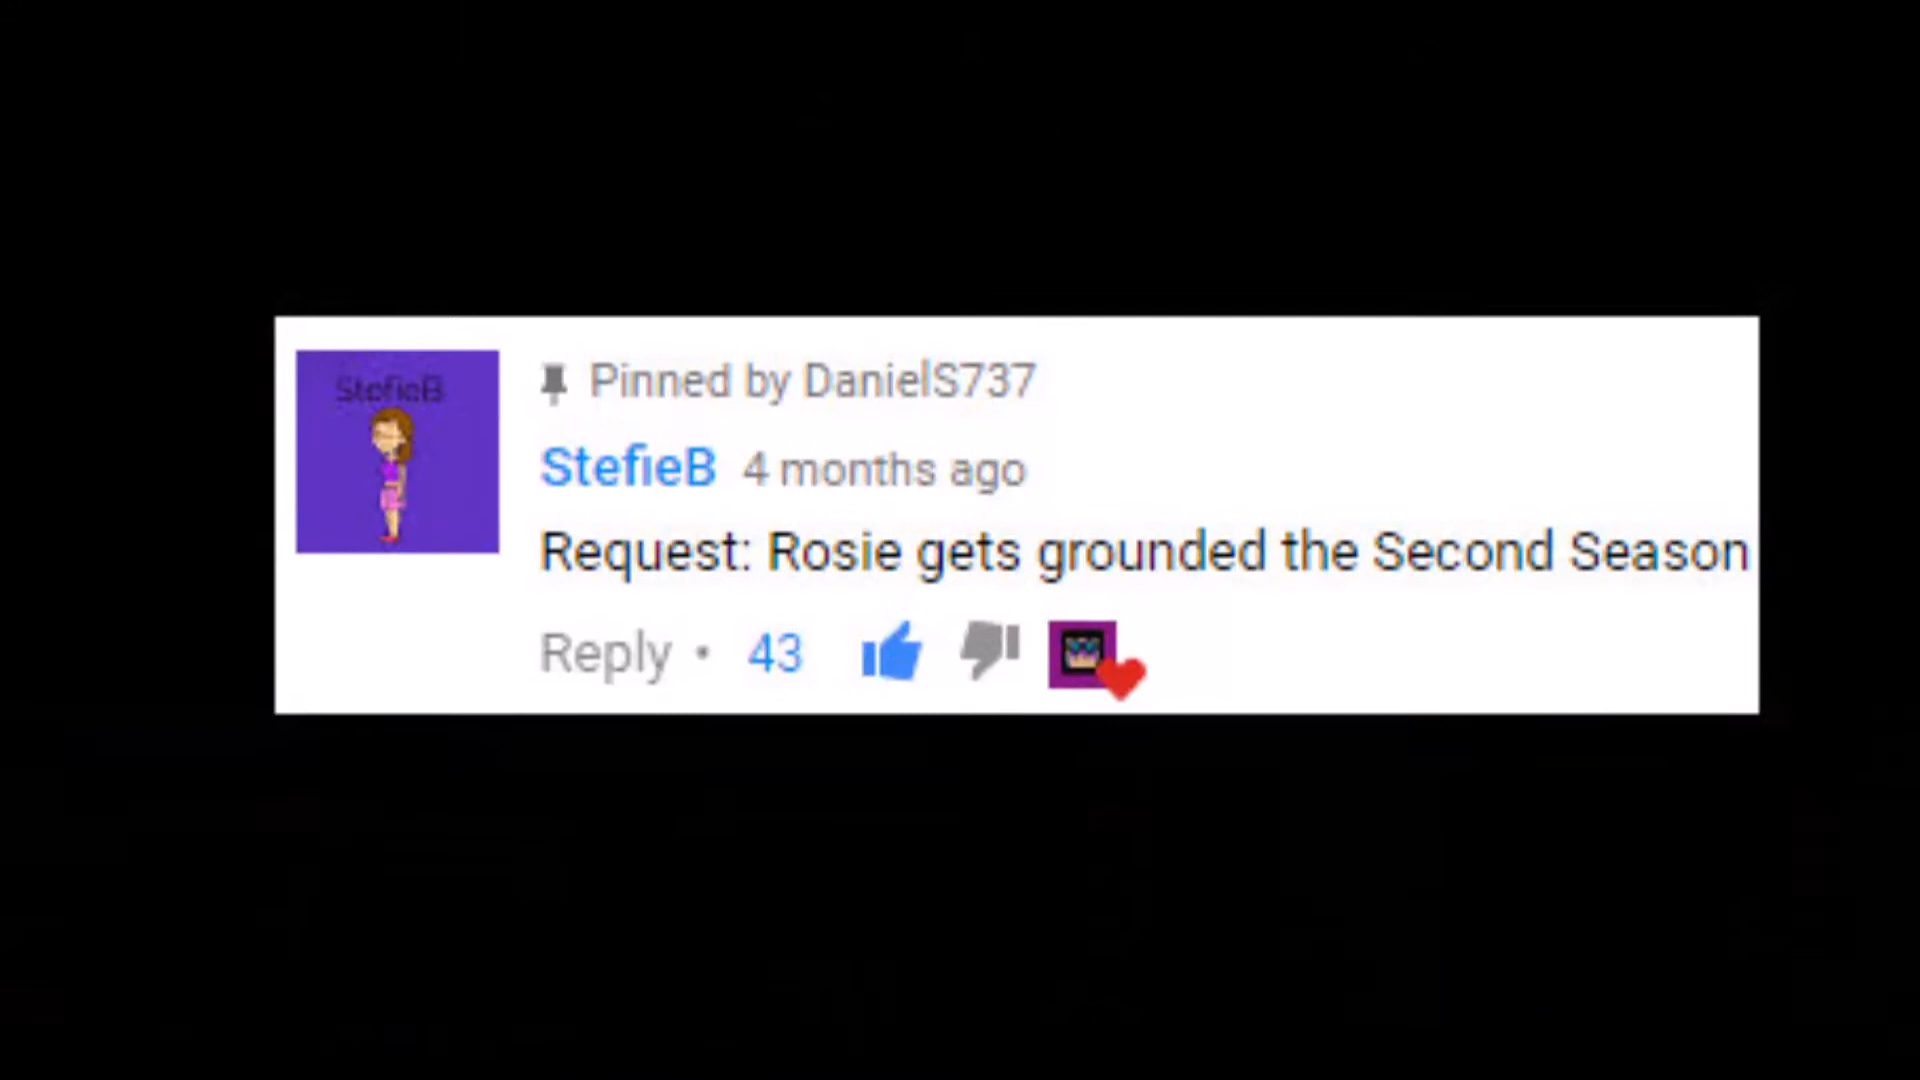 StefieB
Pinned by DanielS737
StefieB 4 months ago
Request: Rosie gets grounded the Second Season
Reply • 43